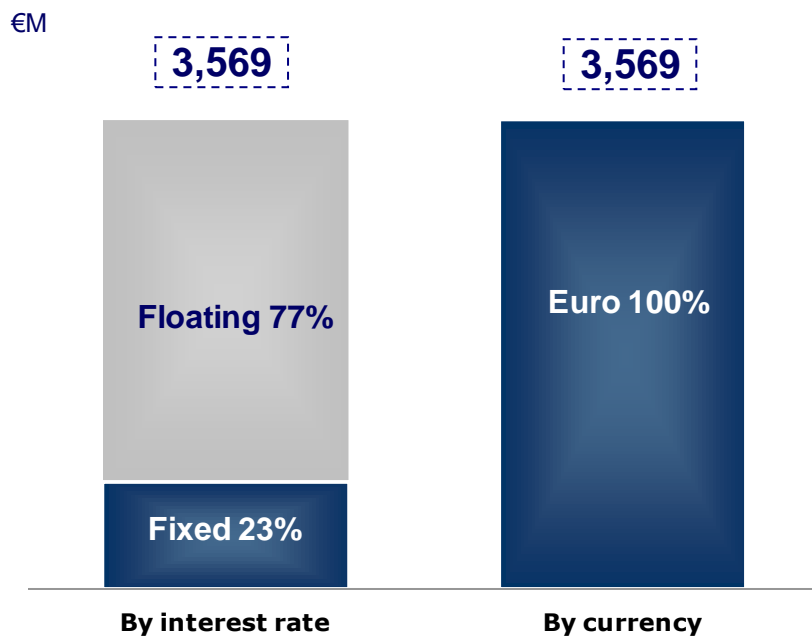 €M
3,569
3,569
Floating 77%
Euro 100%
Fixed 23%
By interest rate
By currency